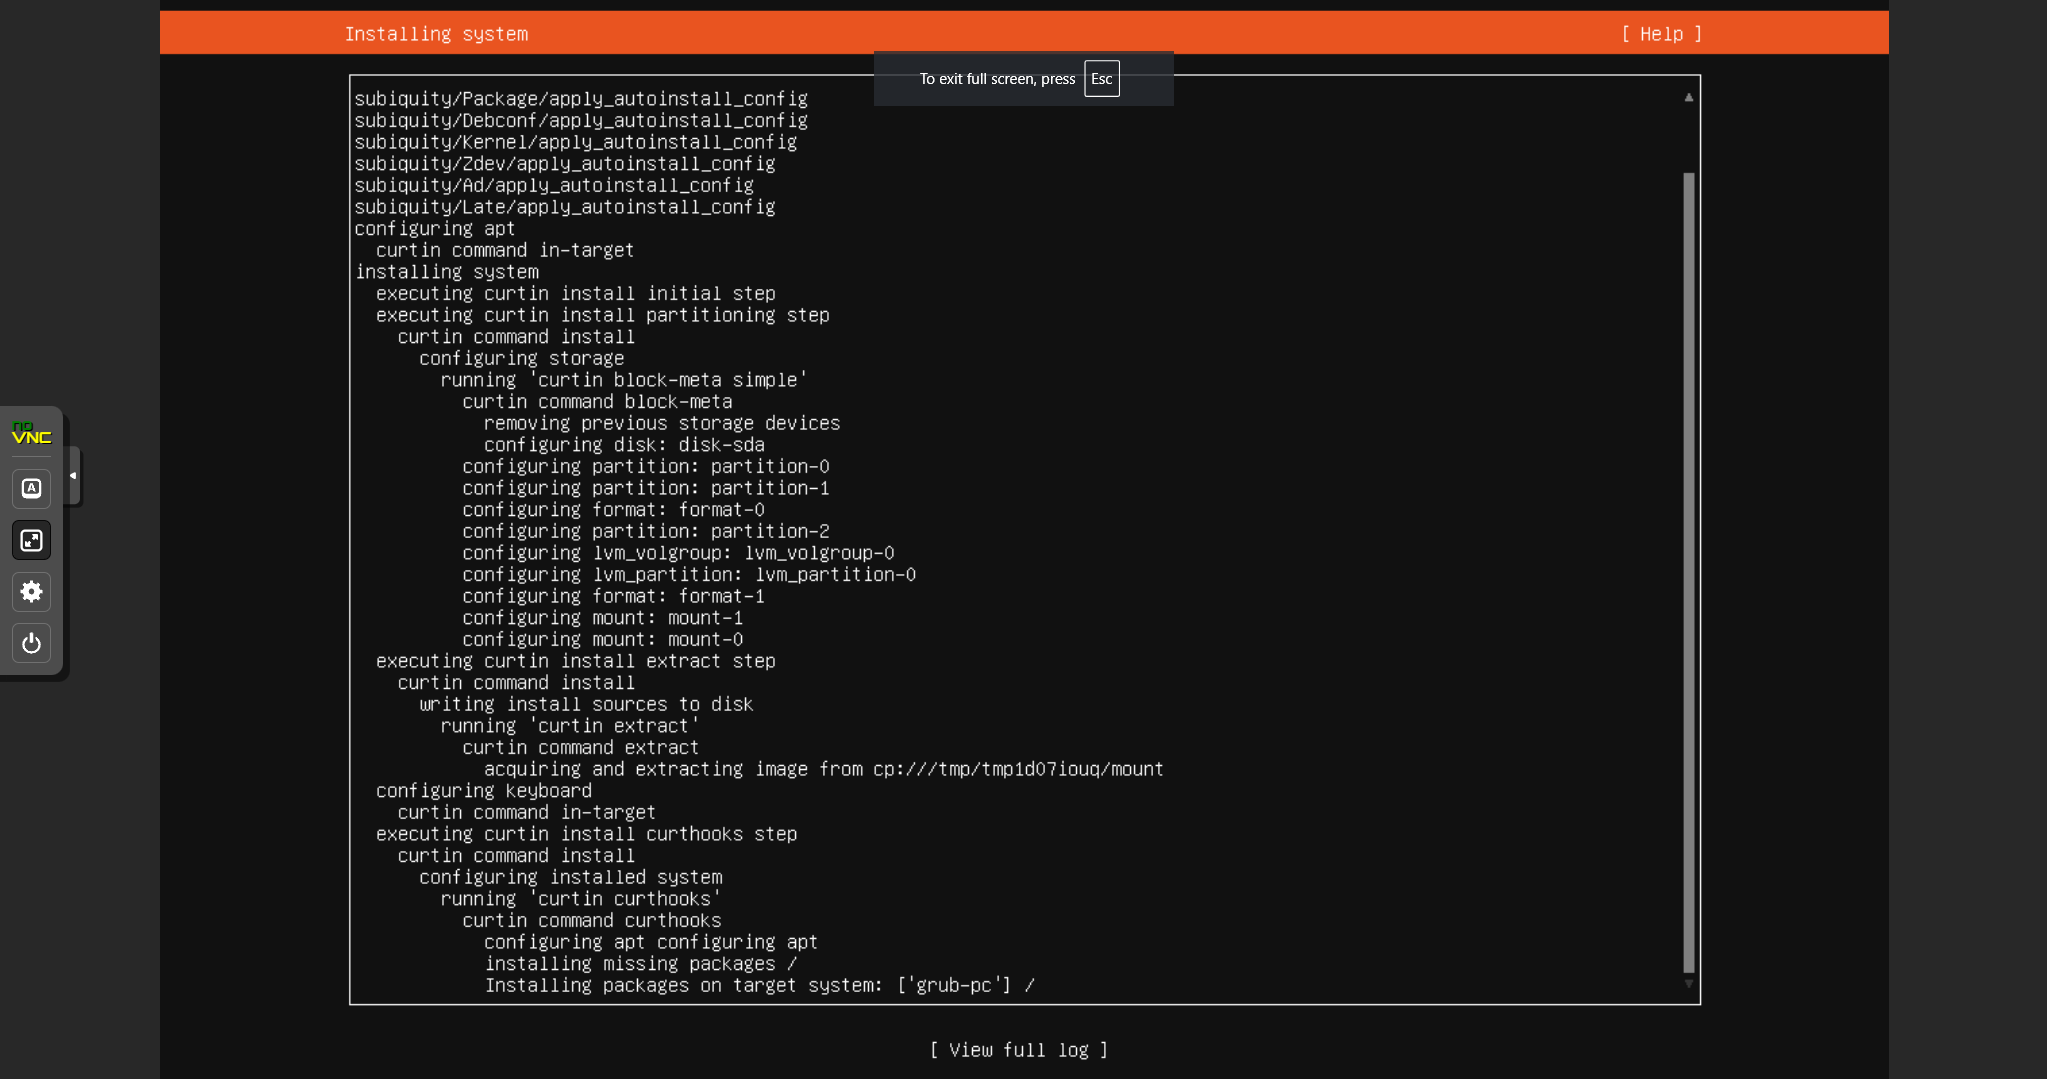 Installing system [ Help ]
To exit full screen, press Esc
subiquity/Package/apply_autoinstall_config
subiquity/Debconf/apply_autoinstall_config
subiquity/Kernel/apply_autoinstall_config
subiquity/Zdev/apply_autoinstall_config
subiquity/Ad/apply_autoinstall_config
subiquity/Late/apply_autoinstall_config
configuring apt
curtin command in-target
installing system
executing curtin install initial step
executing curtin install partitioning step
curtin command install
configuring storage
running 'curtin block-meta simple'
curtin command block-meta
removing previous storage devices
configuring disk: disk-sda
configuring partition: partition-0
configuring partition: partition-1
configuring format: format-0
configuring partition: partition-2
configuring lvm_volgroup: lvm_volgroup-0
configuring lvm_partition: lvm_partition-0
configuring format: format-1
configuring mount: mount-1
configuring mount: mount-0
executing curtin install extract step
curtin command install
writing install sources to disk
running 'curtin extract'
curtin command extract
acquiring and extracting image from cp:///tmp/tmp1d07iouq/mount
configuring keyboard
curtin command in-target
executing curtin install curthooks step
curtin command install
configuring installed system
running 'curtin curthooks'
curtin command curthooks
configuring apt configuring apt
installing missing packages /
Installing packages on target system: ['grub-pc'] /
[ View full log ]
no
VNC
A